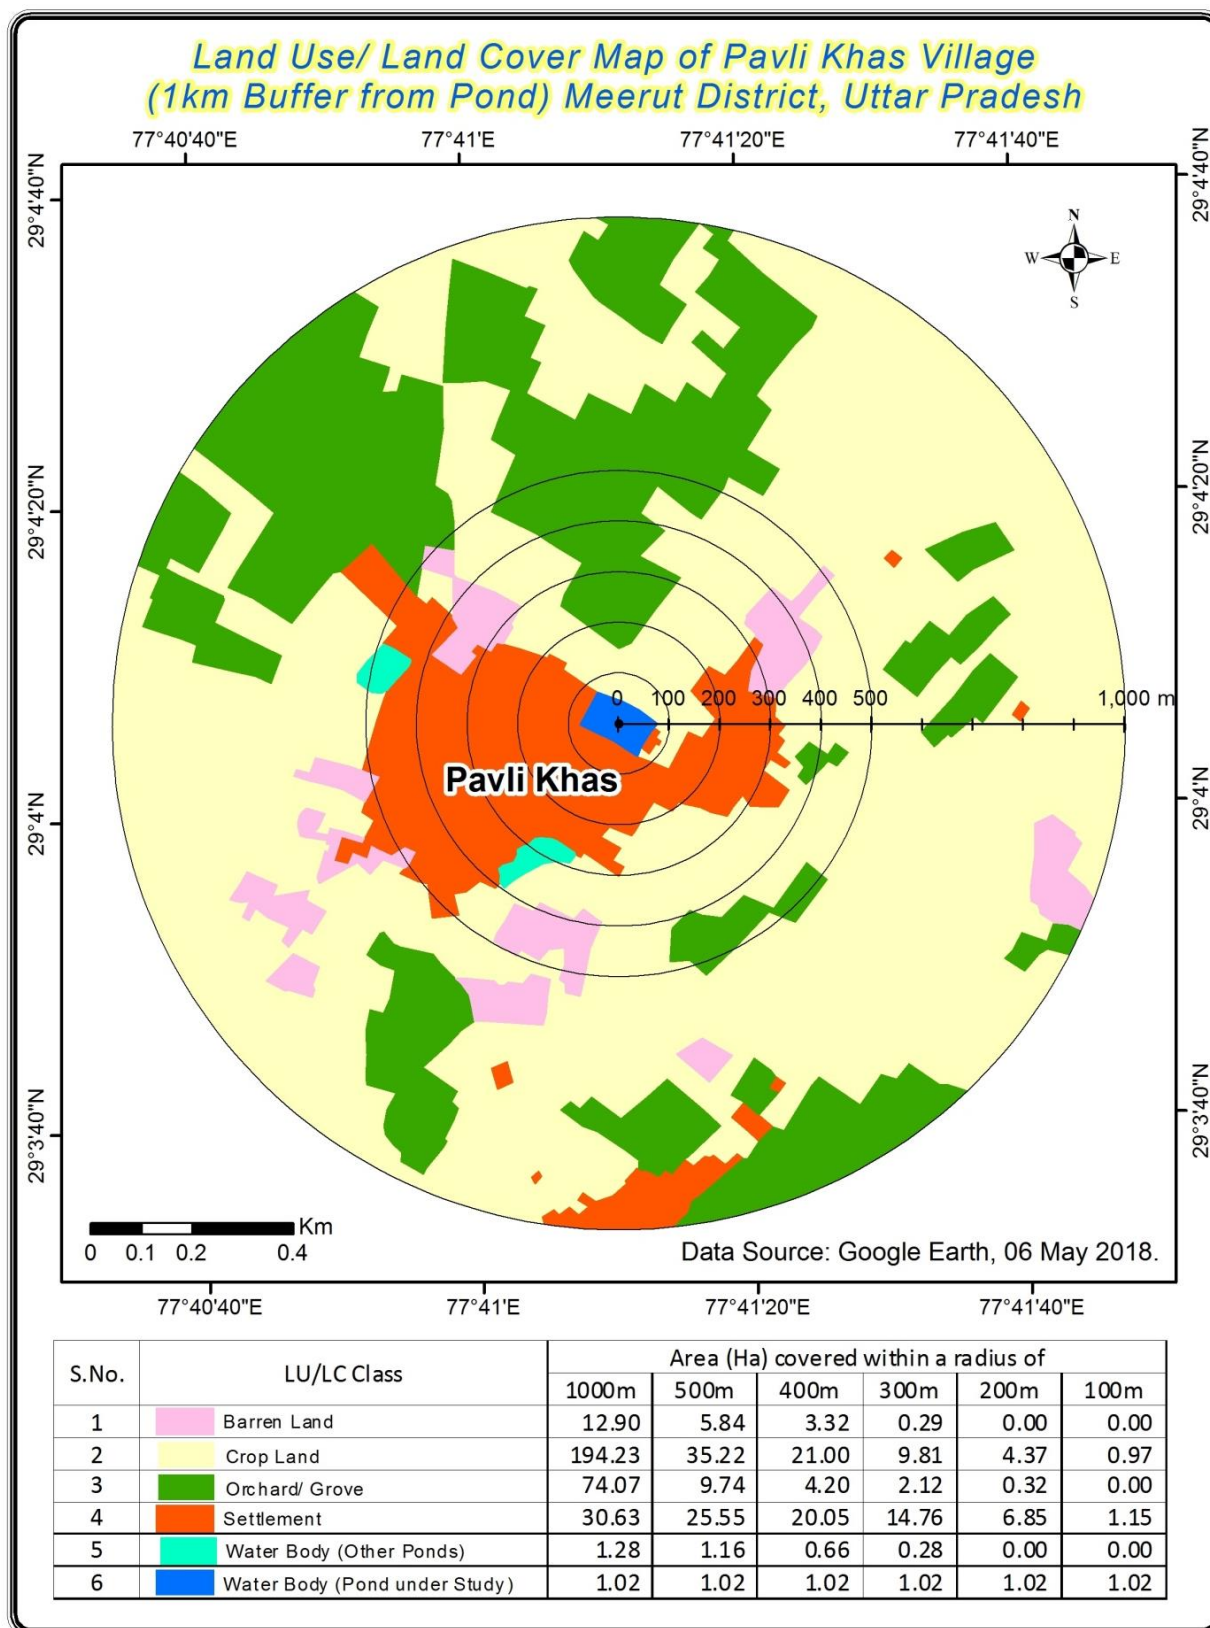 Land Use/ Land Cover Map of Pavli Khas Village
(1km Buffer from Pond) Meerut District, Uttar Pradesh
77°40'40"E 77°41'E 77°41'20"E 77°41'40"E
29°4'40"N 29°4'40"N
N
W E
S
29°4'20"N 29°4'20"N
0 100 200 300 400 500 1,000 m
Pavli Khas
29°4'N 29°4'N
29°3'40"N 29°3'40"N
Km
0 0.1 0.2 0.4
Data Source: Google Earth, 06 May 2018.
77°40'40"E 77°41'E 77°41'20"E 77°41'40"E
S.No. LU/LC Class Area (Ha) covered within a radius of
1000m 500m 400m 300m 200m 100m
1 Barren Land 12.90 5.84 3.32 0.29 0.00 0.00
2 Crop Land 194.23 35.22 21.00 9.81 4.37 0.97
3 Orchard/ Grove 74.07 9.74 4.20 2.12 0.32 0.00
4 Settlement 30.63 25.55 20.05 14.76 6.85 1.15
5 Water Body (Other Ponds) 1.28 1.16 0.66 0.28 0.00 0.00
6 Water Body (Pond under Study) 1.02 1.02 1.02 1.02 1.02 1.02